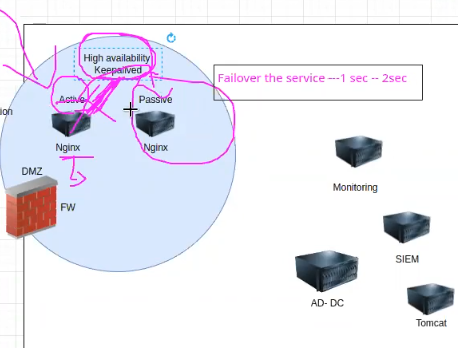 High availability
Keepalived
Failover the service ---1 sec -- 2sec
Active
Passive
ion
Nginx
Nginx
DMZ
FW
Monitoring
SIEM
AD- DC
Tomcat